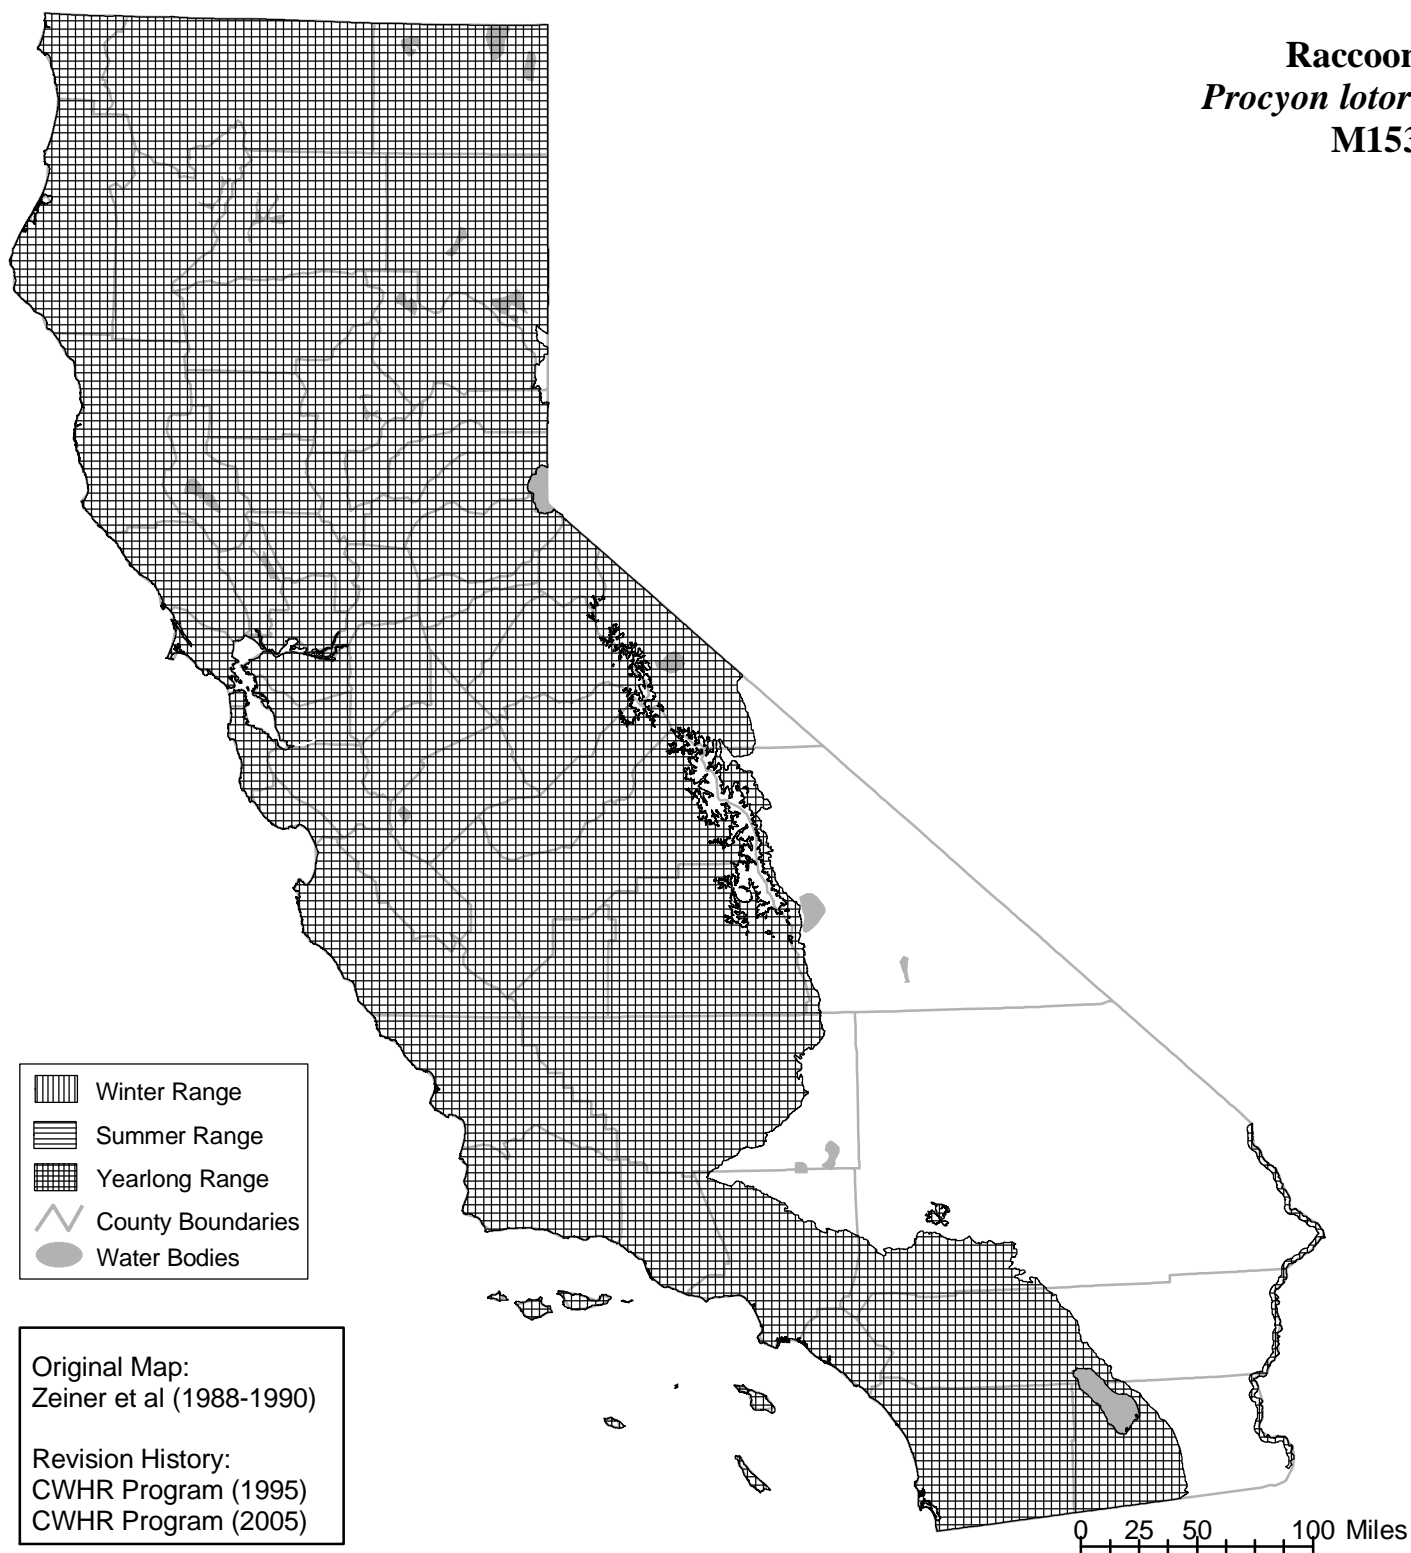 Raccoon
Procyon lotor
M153
Winter Range
Summer Range
Yearlong Range
County Boundaries
Water Bodies
Original Map:
Zeiner et al (1988-1990)
Revision History:
CWHR Program (1995)
CWHR Program (2005)
0 25 50 100 Miles